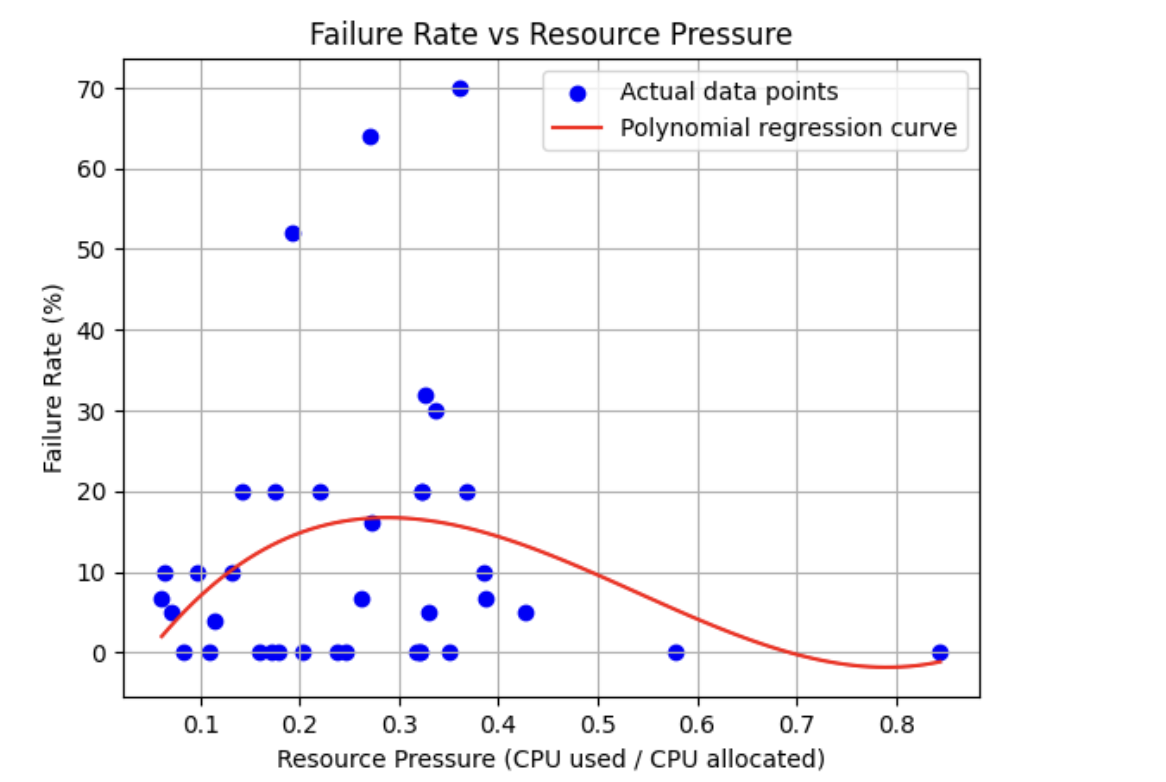 Failure Rate vs Resource Pressure
Actual data points
Polynomial regression curve
70
60
50
40
30
20
10
0
Failure Rate (%)
0.1 0.2 0.3 0.4 0.5 0.6 0.7 0.8
Resource Pressure (CPU used / CPU allocated)